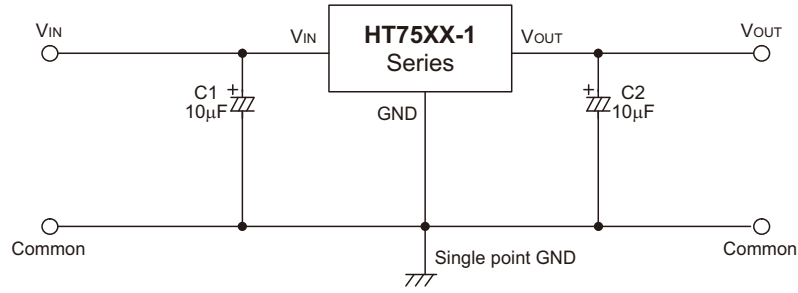 VIN
VIN
HT75XX-1
Series
VOUT
VOUT
C1
10μF
+
GND
+
C2
10μF
Common
Single point GND
Common